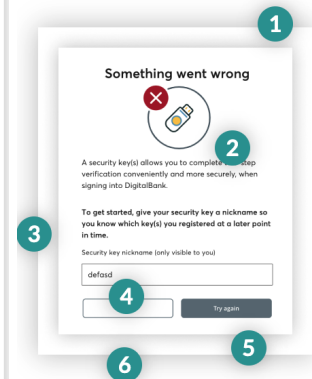 1
Something went wrong
2
A security key(s) allows you to complete step
verification conveniently and more securely, when
signing into DigitalBank.
3
To get started, give your security key a nickname so
you know which key(s) you registered at a later point
in time.
Security key nickname (only visible to you)
defasd
4
Try again
5
6